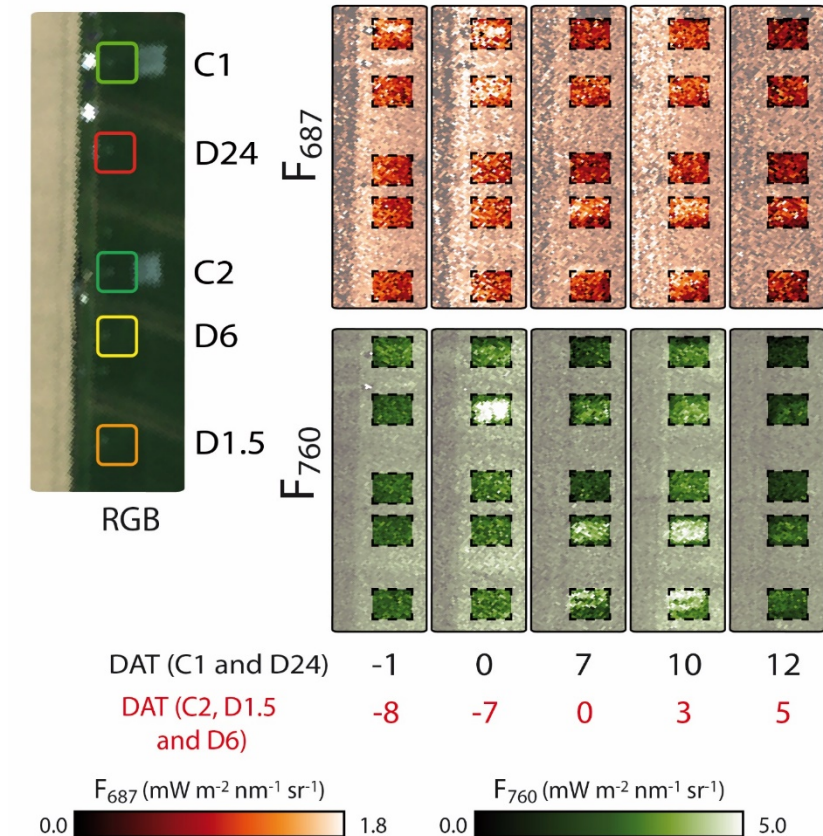 C1
D24
C2
D6
D1.5
RGB
F687
F760
DAT (C1 and D24) -1 0 7 10 12
DAT (C2, D1.5
and D6) -8 -7 0 3 5
F687 (mW m-2 nm-1 sr-1)
0.0 1.8
F760 (mW m-2 nm-1 sr-1)
0.0 5.0